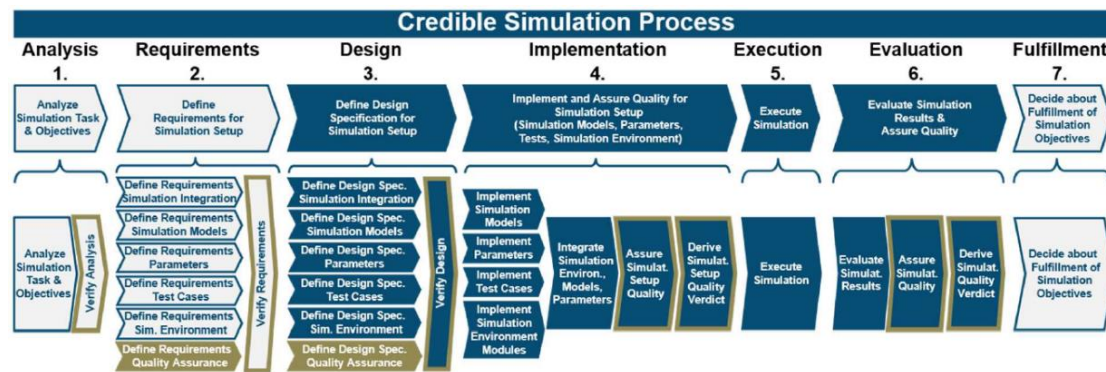 Credible Simulation Process
Analysis
1.
Requirements
2.
Design
3.
Implementation
4.
Execution
5.
Evaluation
6.
Fulfillment
7.
Analyze
Simulation Task
& Objectives
Define
Requirements for
Simulation Setup
Define Design
Specification for
Simulation Setup
Implement and Assure Quality for
Simulation Setup
(Simulation Models, Parameters,
Tests, Simulation Environment)
Execute
Simulation
Evaluate Simulation
Results &
Assure Quality
Decide about
Fulfillment of
Simulation
Objectives
Analyze
Simulation
Task &
Objectives
Verify Analysis
Define Requirements
Simulation Integration
Define Requirements
Simulation Models
Define Requirements
Parameters
Define Requirements
Test Cases
Define Requirements
Sim. Environment
Define Requirements
Quality Assurance
Verify Requirements
Define Design Spec.
Simulation Integration
Define Design Spec.
Simulation Models
Define Design Spec.
Parameters
Define Design Spec.
Test Cases
Define Design Spec.
Sim. Environment
Define Design Spec.
Quality Assurance
Verify Design
Implement
Simulation
Models
Implement
Parameters
Implement
Test Cases
Implement
Simulation
Environment
Modules
Integrate
Simulation
Environ.,
Models,
Parameters
Assure
Simulat.
Setup
Quality
Derive
Simulat.
Setup
Quality
Verdict
Execute
Simulation
Evaluate
Simulat.
Results
Assure
Simulat.
Quality
Derive
Simulat.
Quality
Verdict
Decide about
Fulfillment of
Simulation
Objectives